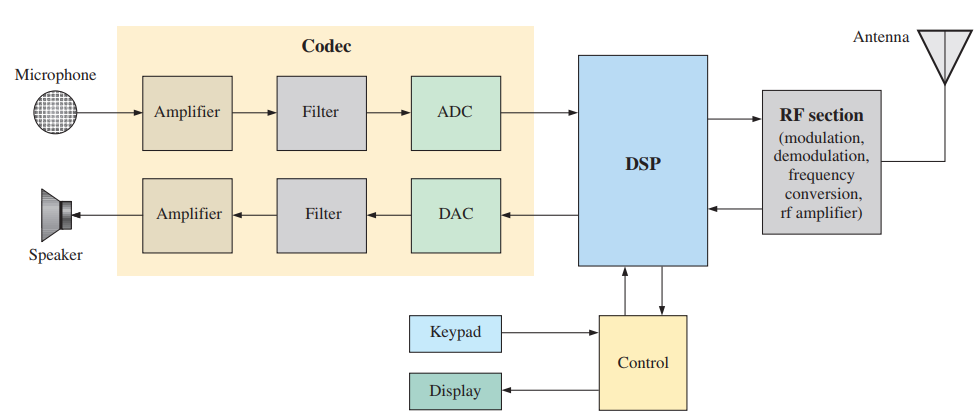 Codec
Antenna
Microphone
Amplifier
Filter
ADC
DSP
RF section
(modulation,
demodulation,
frequency
conversion,
rf amplifier)
Amplifier
Filter
DAC
Speaker
Keypad
Control
Display